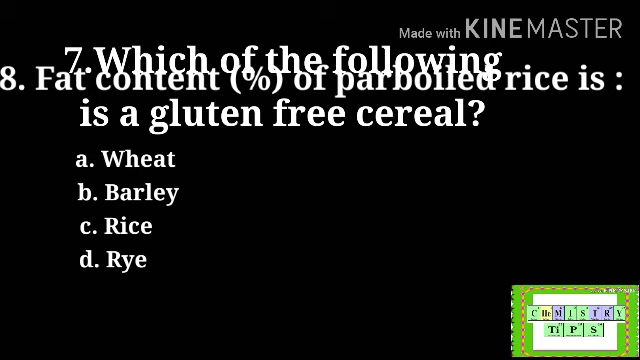 Made with KINEMASTER
7.Which of the following
8. Fat content (%) of parboiled rice is :
is a gluten free cereal?
a. Wheat
b. Barley
c. Rice
d. Rye
CHeMISTRY
TiPS